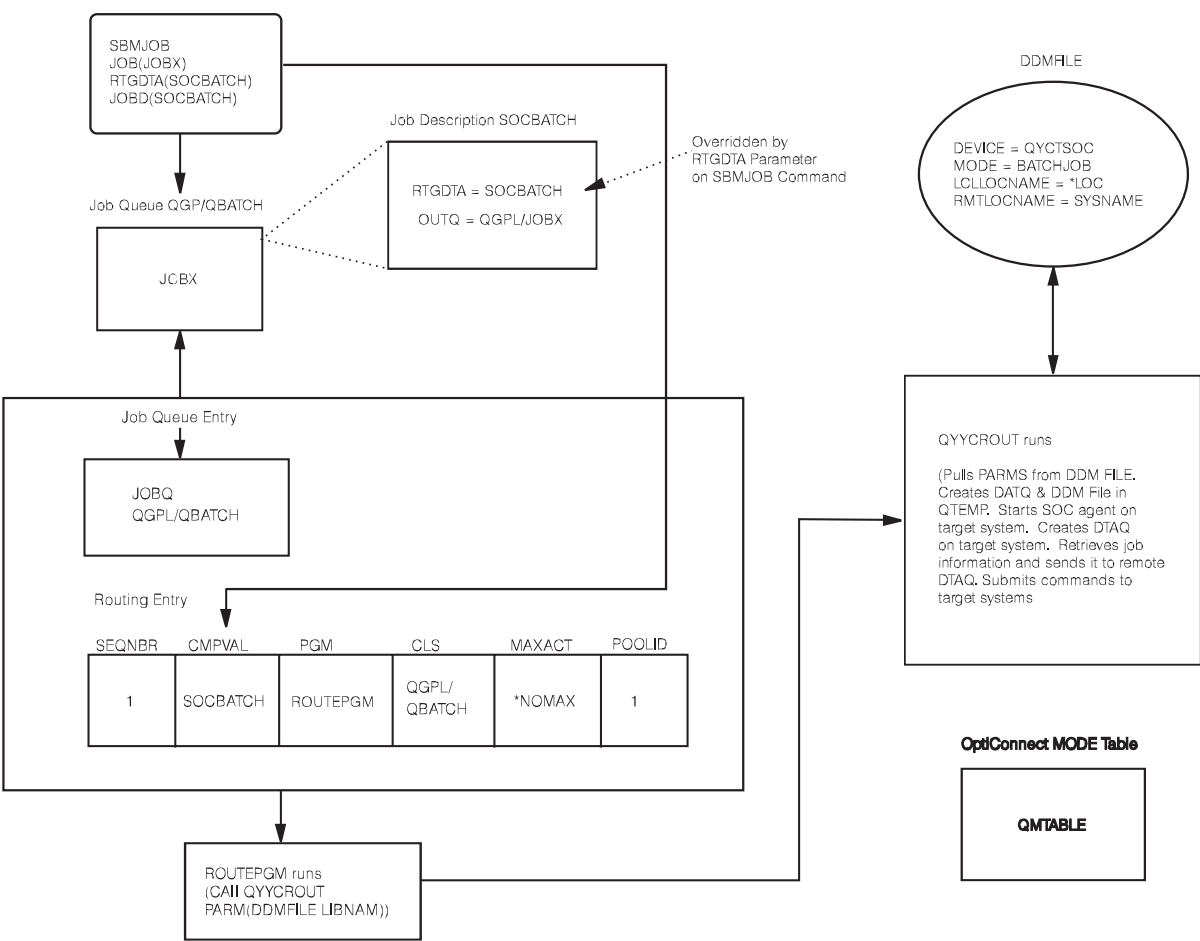 SBMJOB
JOB(JOBX)
RTGDTA(SOCBATCH)
JOBD(SOCBATCH)
Job Queue QGP/QBATCH
JOBX
Job Description SOCBATCH
RTGDTA = SOCBATCH
OUTQ = QGPL/JOBX
Overridden by
RTGDTA Parameter
on SBMJOB Command
DDMFILE
DEVICE = QYCTSOC
MODE = BATCHJOB
LCLLOCNAME = *LOC
RMTLOCNAME = SYSNAME
Job Queue Entry
JOBQ
QGPL/QBATCH
Routing Entry
SEQNBR CMPVAL PGM CLS MAXACT POOLID
1 SOCBATCH ROUTEPGM QGPL/ *NOMAX 1
QBATCH
ROUTEPGM runs
(CALL QYYCROUT
PARM(DDMFILE LIBNAM))
QYYCROUT runs
(Pulls PARMS from DDM FILE.
Creates DATQ & DDM File in
QTEMP. Starts SOC agent on
target system. Creates DTAQ
on target system. Retrieves job
information and sends it to remote
DTAQ. Submits commands to
target systems
OptiConnect MODE Table
QMTABLE